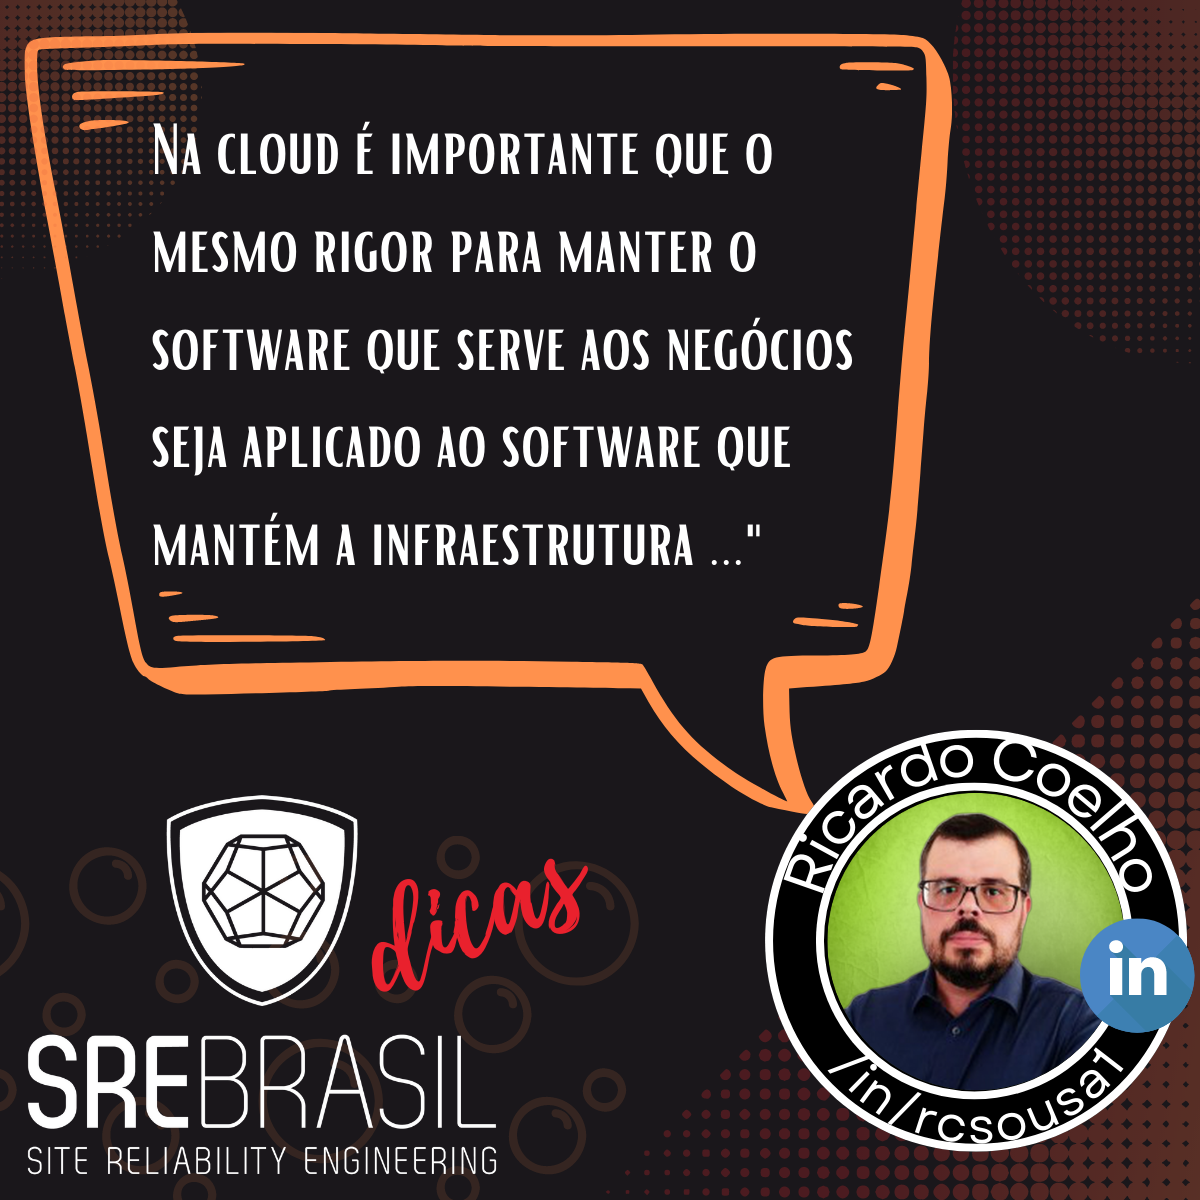 Na cloud é importante que o
mesmo rigor para manter o
software que serve aos negócios
seja aplicado ao software que
mantém a infraestrutura ..."
Ricardo Coelho
in
/in/rcsousa1
dicas
SREBRASIL
SITE RELIABILITY ENGINEERING